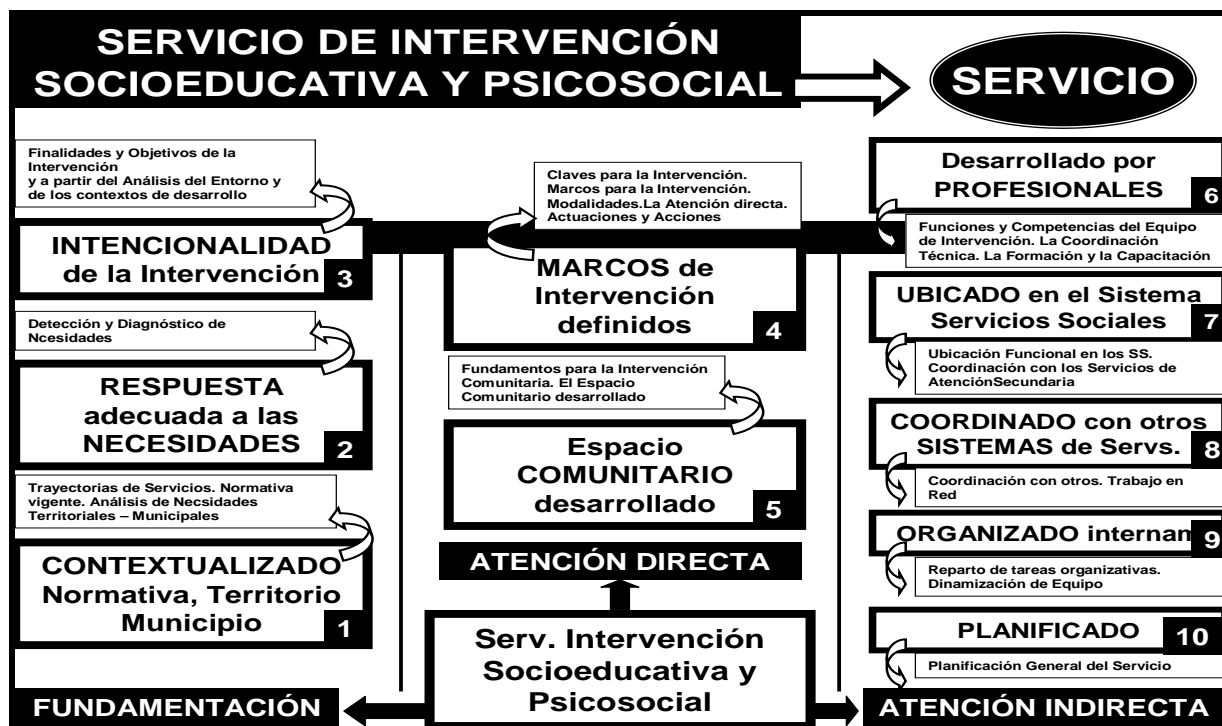 SERVICIO DE INTERVENCIÓN
SOCIOEDUCATIVA Y PSICOSOCIAL
SERVICIO
Finalidades y Objetivos de la
Intervención
y a partir del Análisis del Entorno y
de los contextos de desarrollo
INTENCIONALIDAD
de la Intervención
3
Detección y Diagnóstico de
Ncesidades
RESPUESTA
adecuada a las
NECESIDADES
2
Trayectorias de Servicios. Normativa
vigente. Análisis de Necsidades
Territoriales – Municipales
CONTEXTUALIZADO
Normativa, Territorio
Municipio
1
FUNDAMENTACIÓN
Claves para la Intervención.
Marcos para la Intervención.
Modalidades.La Atención directa.
Actuaciones y Acciones
MARCOS de
Intervención
definidos
4
Fundamentos para la Intervención
Comunitaria. El Espacio
Comunitario desarrollado
Espacio
COMUNITARIO
desarrollado
5
ATENCIÓN DIRECTA
Serv. Intervención
Socioeducativa y
Psicosocial
Desarrollado por
PROFESIONALES
6
Funciones y Competencias del Equipo
de Intervención. La Coordinación
Técnica. La Formación y la Capacitación
UBICADO en el Sistema
Servicios Sociales
7
Ubicación Funcional en los SS.
Coordinación con los Servicios de
AtenciónSecundaria
COORDINADO con otros
SISTEMAS de Servs.
8
Coordinación con otros. Trabajo en
Red
ORGANIZADO internam
9
Reparto de tareas organizativas.
Dinamización de Equipo
PLANIFICADO
10
Planificación General del Servicio
ATENCIÓN INDIRECTA